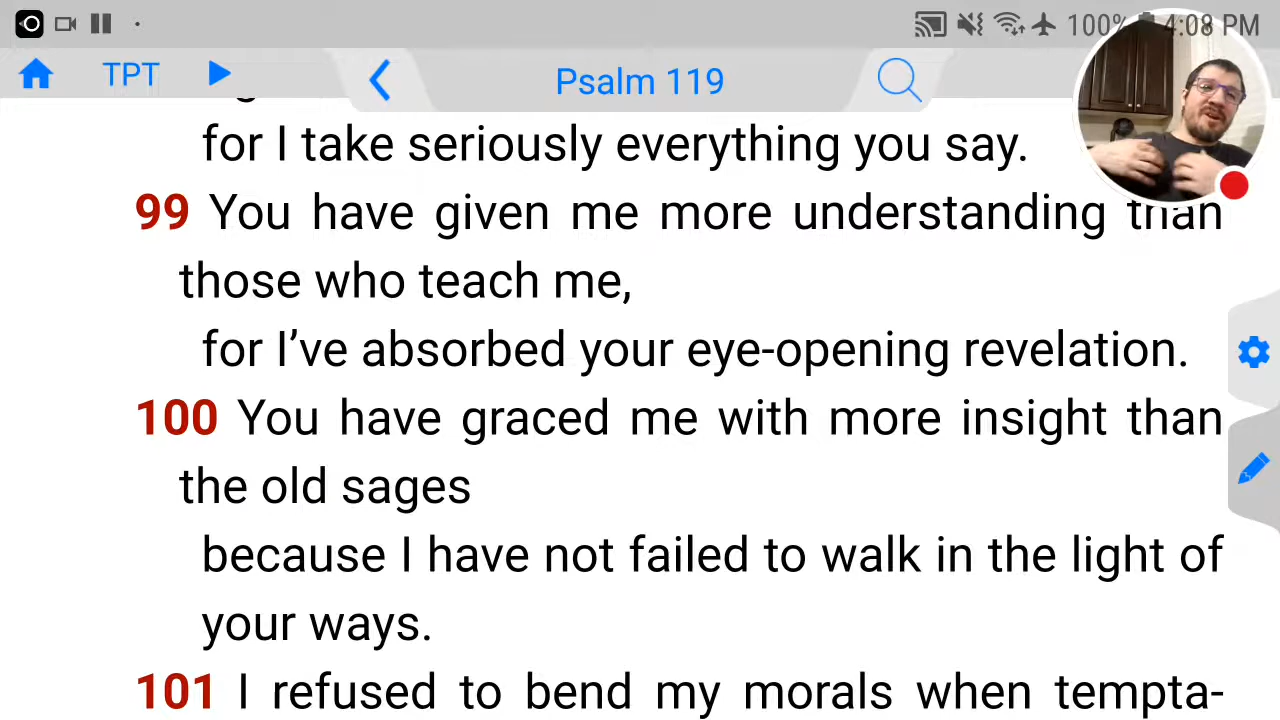 100% 4:08 PM
TPT Psalm 119
for I take seriously everything you say.
99 You have given me more understanding than
those who teach me,
for I’ve absorbed your eye-opening revelation.
100 You have graced me with more insight than
the old sages
because I have not failed to walk in the light of
your ways.
101 I refused to bend my morals when tempta-